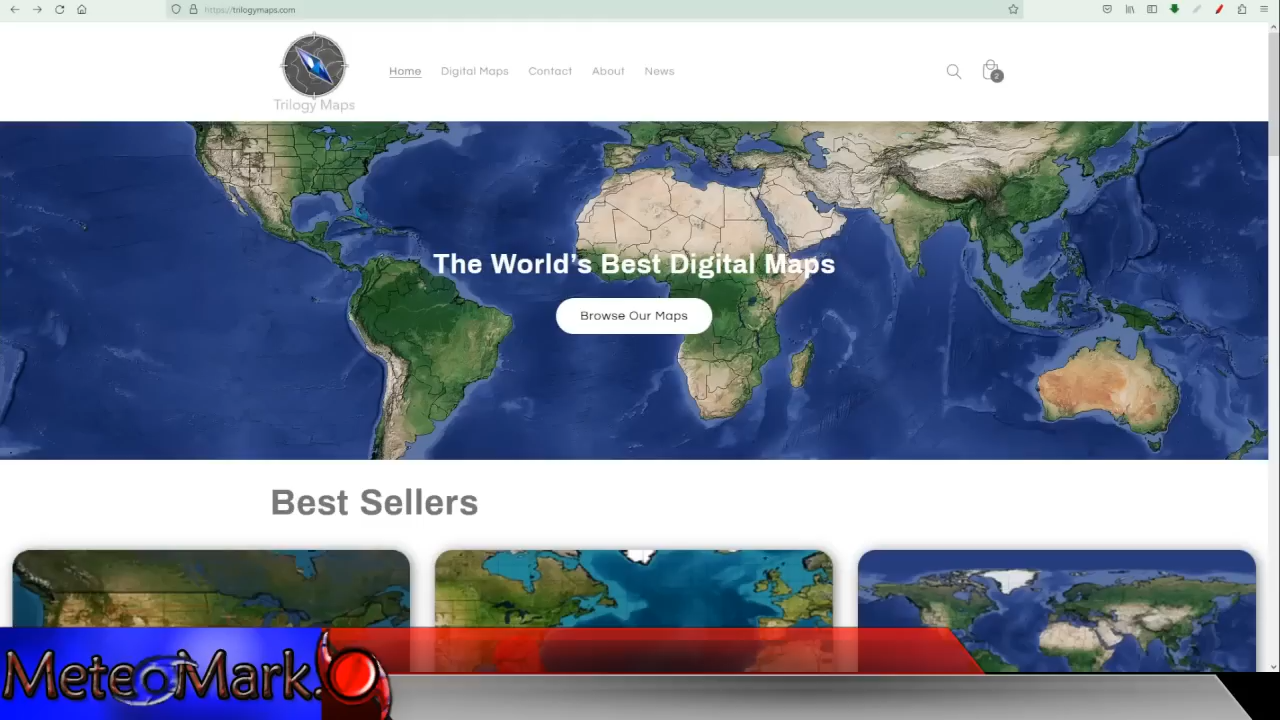 https://trilogymaps.com
Trilogy Maps
Home Digital Maps Contact About News
2
The World's Best Digital Maps
Browse Our Maps
Best Sellers
MeteoMark.